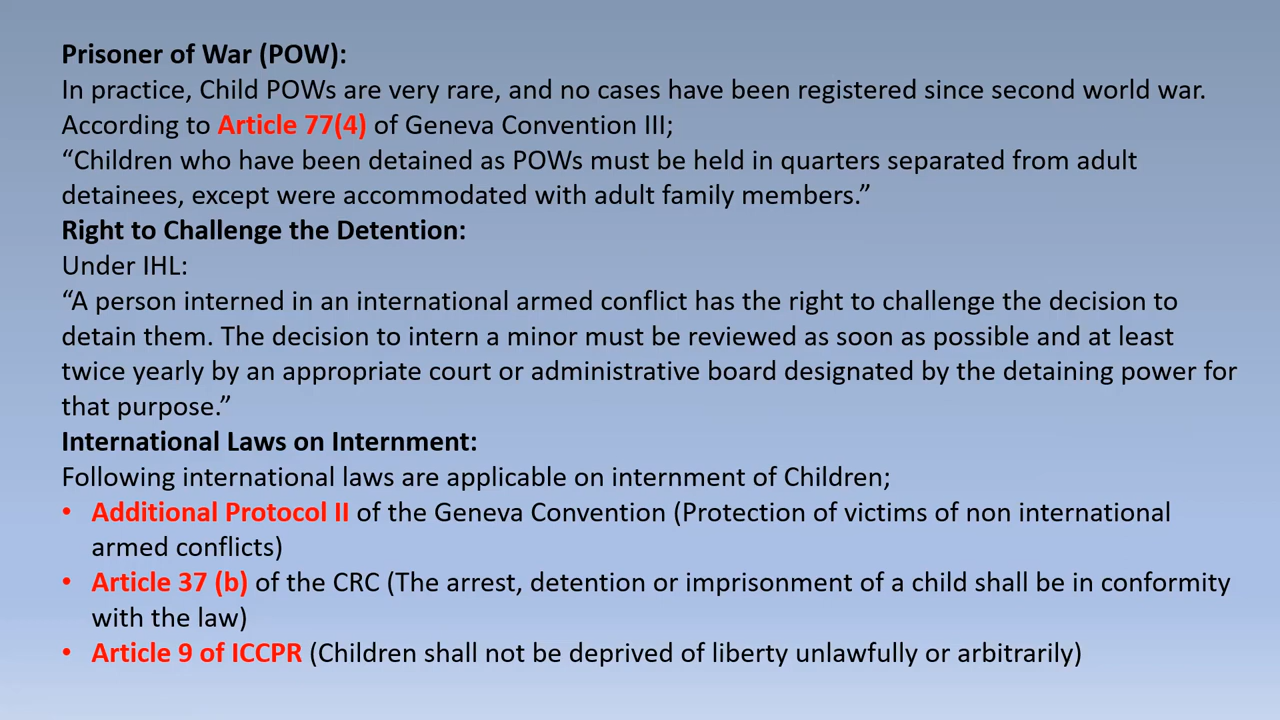 Prisoner of War (POW):
In practice, Child POWs are very rare, and no cases have been registered since second world war.
According to Article 77(4) of Geneva Convention III;
“Children who have been detained as POWs must be held in quarters separated from adult
detainees, except were accommodated with adult family members.”
Right to Challenge the Detention:
Under IHL:
“A person interned in an international armed conflict has the right to challenge the decision to
detain them. The decision to intern a minor must be reviewed as soon as possible and at least
twice yearly by an appropriate court or administrative board designated by the detaining power for
that purpose.”
International Laws on Internment:
Following international laws are applicable on internment of Children;
• Additional Protocol II of the Geneva Convention (Protection of victims of non international
armed conflicts)
• Article 37 (b) of the CRC (The arrest, detention or imprisonment of a child shall be in conformity
with the law)
• Article 9 of ICCPR (Children shall not be deprived of liberty unlawfully or arbitrarily)